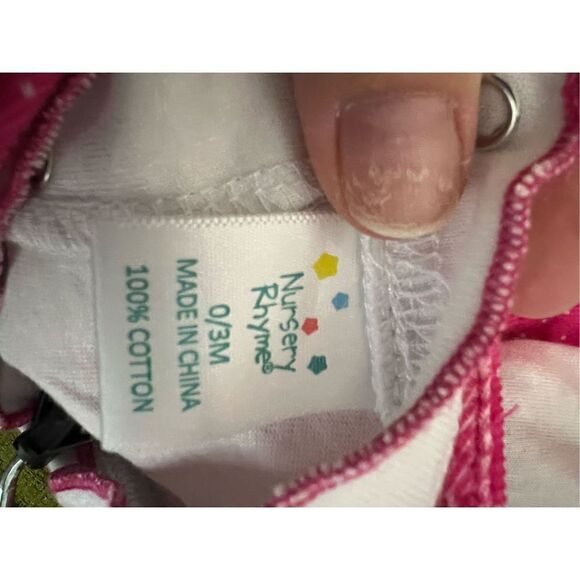 Nursery
Rhyme®
0/3M
MADE IN CHINA
100% COTTON